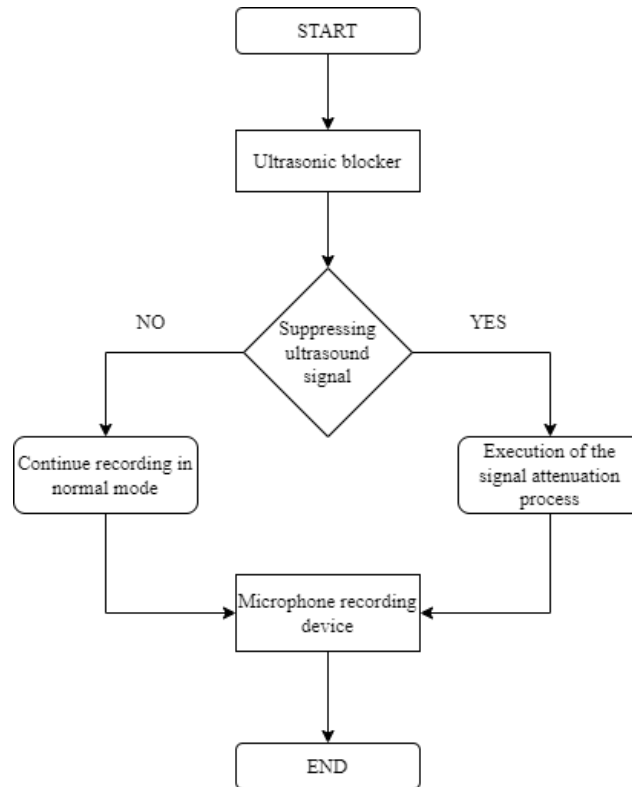 START
Ultrasonic blocker
NO
YES
Suppressing
ultrasound
signal
Continue recording in
normal mode
Execution of the
signal attenuation
process
Microphone recording
device
END